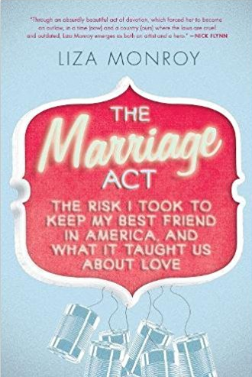 "Through an absurdly beautiful act of devotion, which forced her to become
an outlaw, in a time (now) and a country (ours) where the laws are cruel
and outdated, Liza Monroy emerges as both an artist and a hero." —NICK FLYNN
LIZA MONROY
THE
Marriage
ACT
THE RISK I TOOK TO
KEEP MY BEST FRIEND
IN AMERICA, AND
WHAT IT TAUGHT US
ABOUT LOVE